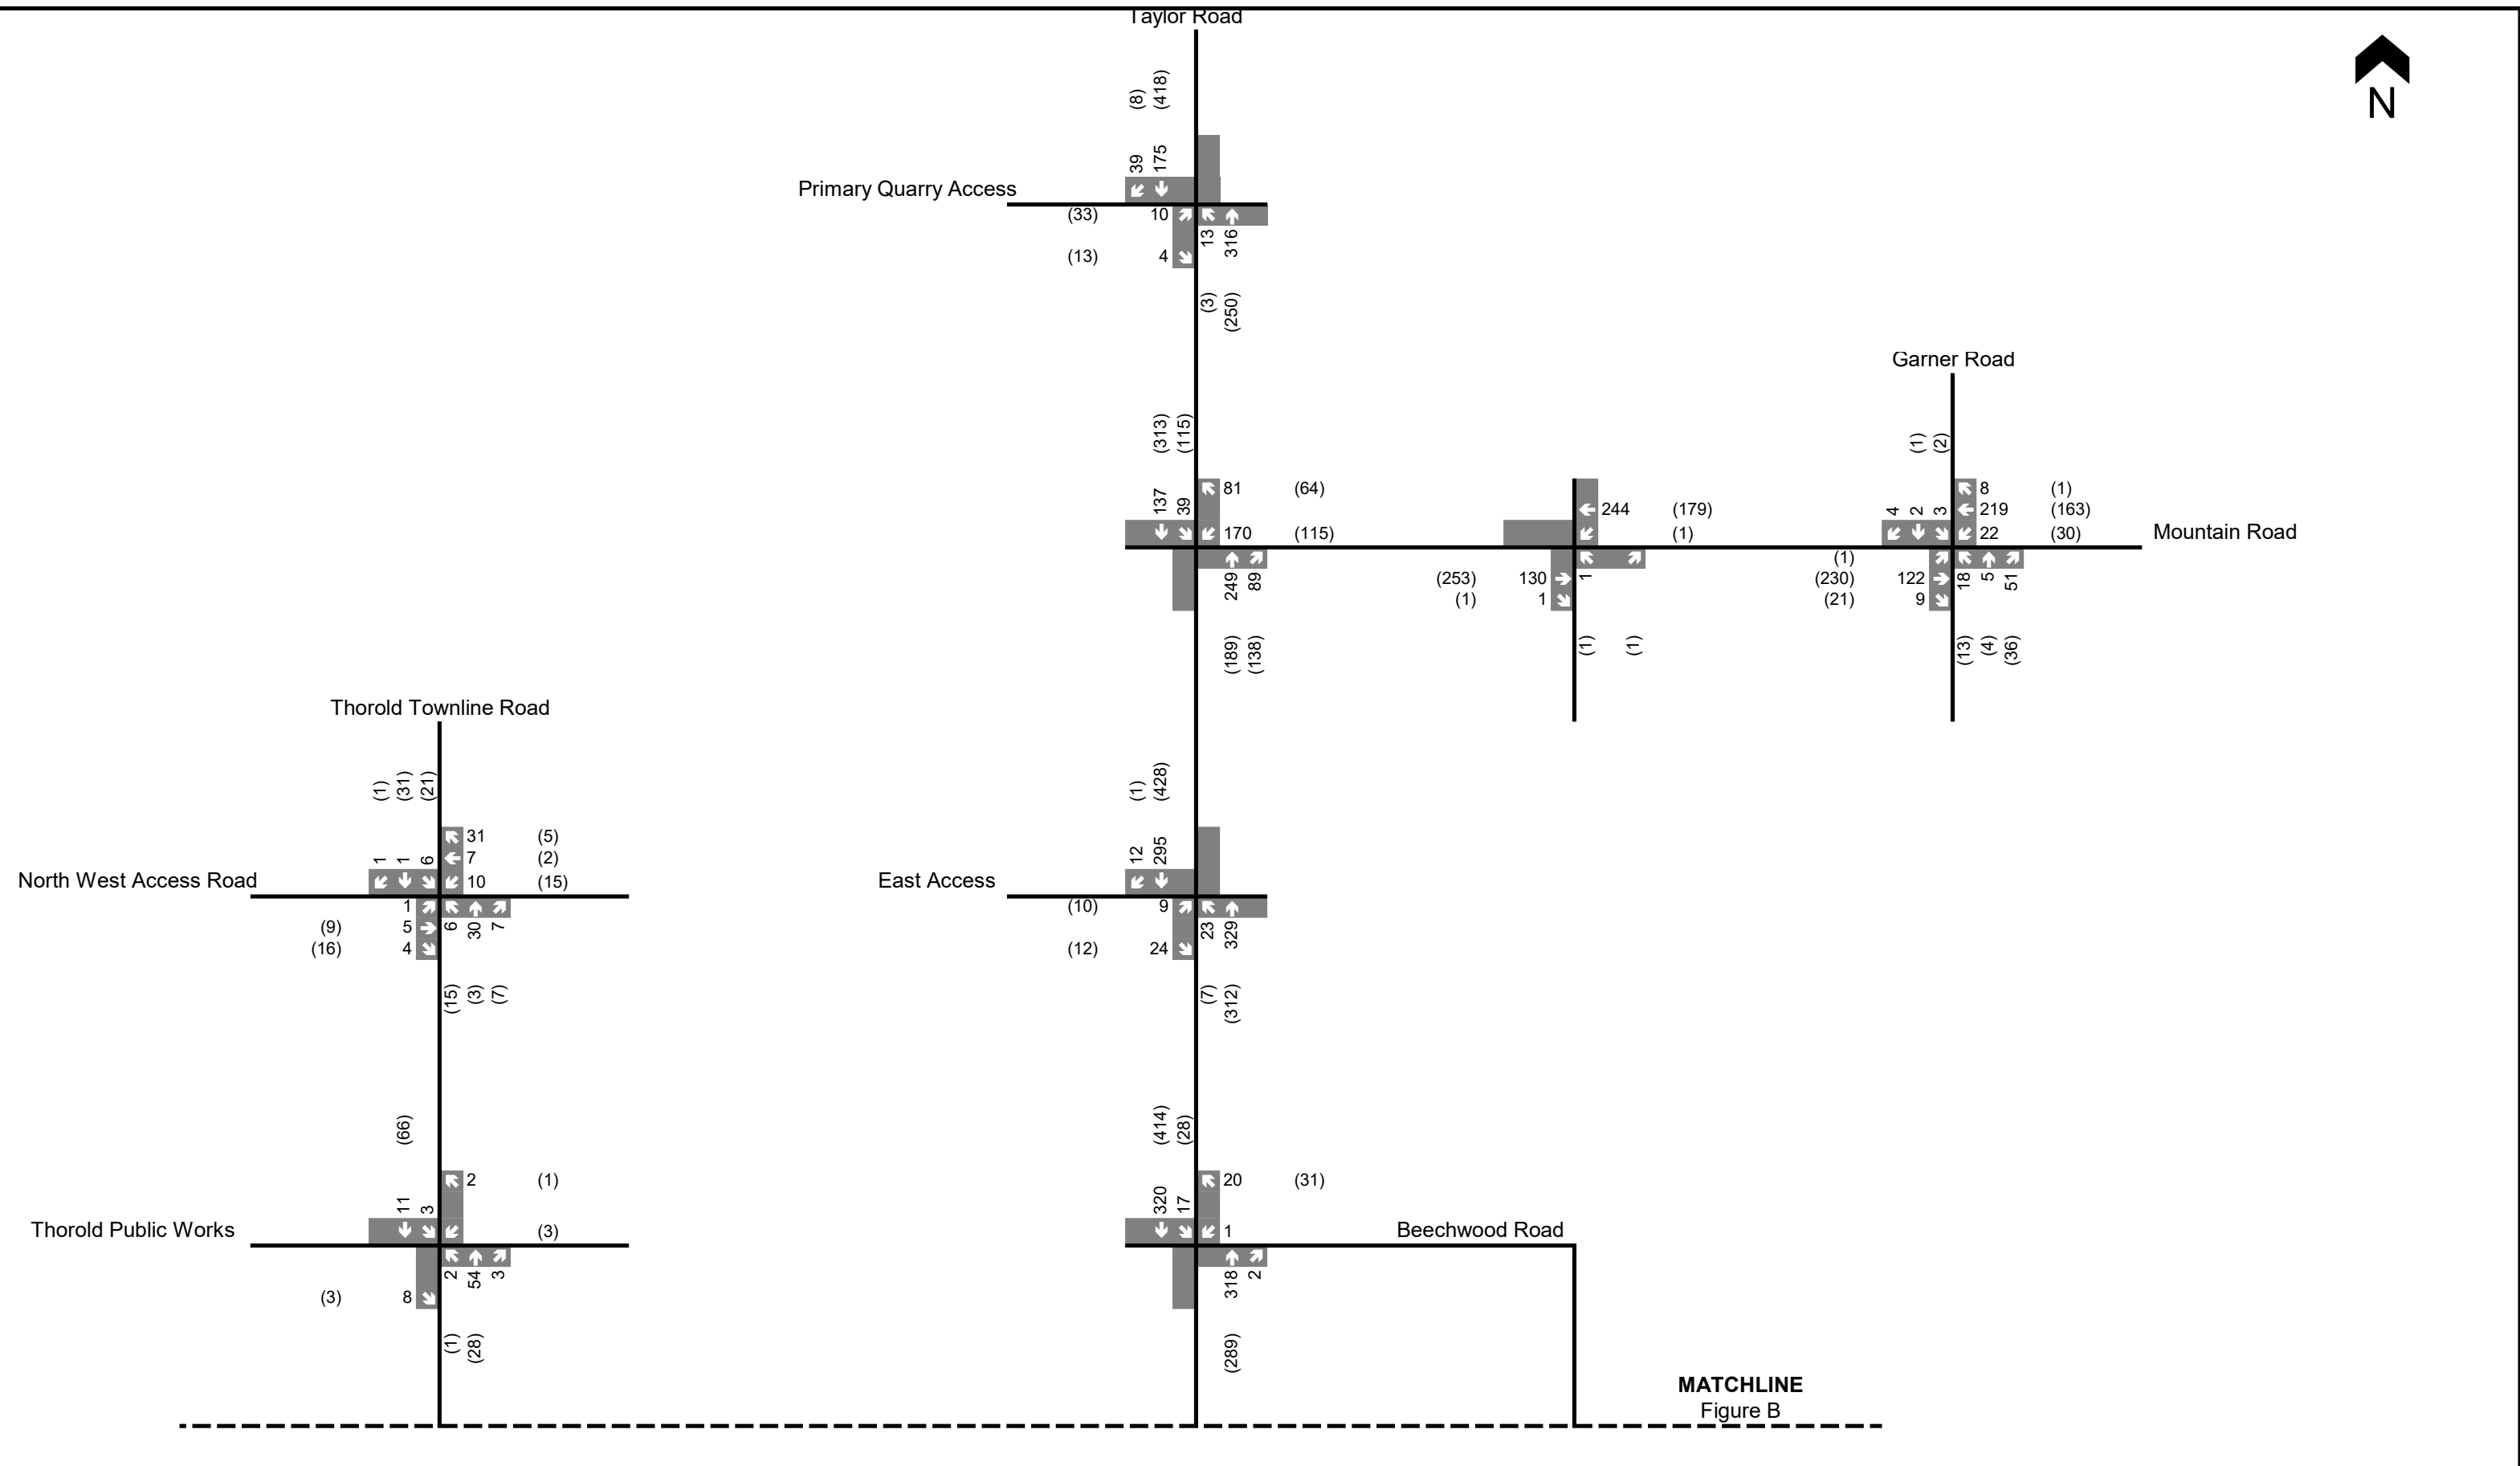 Taylor Road
N
(8) (418)
39 175
Primary Quarry Access
(33) 10
13 316
(13) 4
(3) (250)
Garner Road
(313) (115)
(1) (2)
137 39
81 (64)
170 (115)
249 89
(189) (138)
244 (179)
(1)
(253) 130
(1) 1
1
(1) (1)
4 2 3
8 (1)
219 (163)
22 (30)
Mountain Road
(1)
(230) 122
(21) 9
18 5 51
(13) (4) (36)
Thorold Townline Road
(1) (31) (21)
1 1 6
31 (5)
7 (2)
10 (15)
North West Access Road
1
(9) 5
(16) 4
6 30 7
(15) (3) (7)
(1) (428)
12 295
East Access
(10) 9
(12) 24
23 329
(7) (312)
(66)
11 3
2 (1)
(3)
Thorold Public Works
2 54 3
(3) 8
(1) (28)
(414) (28)
320 17
20 (31)
1
Beechwood Road
318 2
(289)
MATCHLINE
Figure B